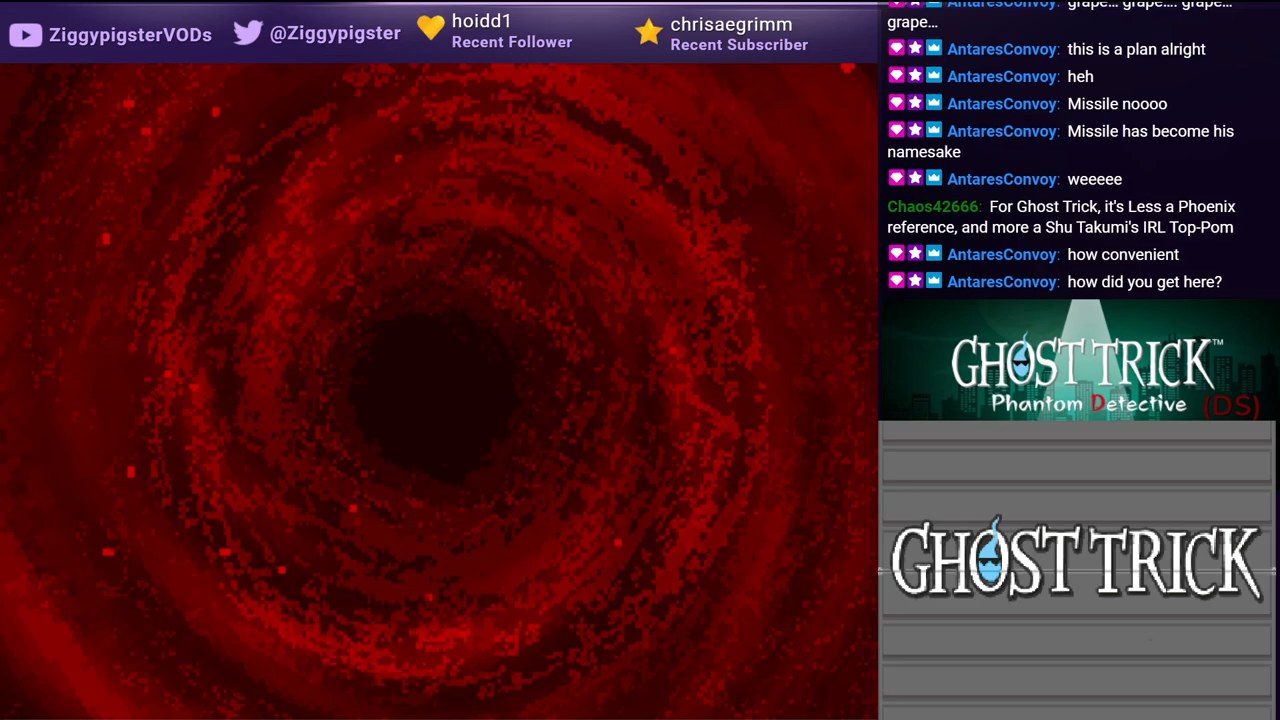 ZiggypigsterVODs
@Ziggypigster
hoidd1
Recent Follower
chrisaegrimm
Recent Subscriber
grape… grape…. grape…
grape…
AntaresConvoy: this is a plan alright
AntaresConvoy: heh
AntaresConvoy: Missile noooo
AntaresConvoy: Missile has become his
namesake
AntaresConvoy: weeeee
Chaos42666: For Ghost Trick, it's Less a Phoenix
reference, and more a Shu Takumi's IRL Top-Pom
AntaresConvoy: how convenient
AntaresConvoy: how did you get here?
GHOST TRICK™
Phantom Detective (DS)
GHOST TRICK